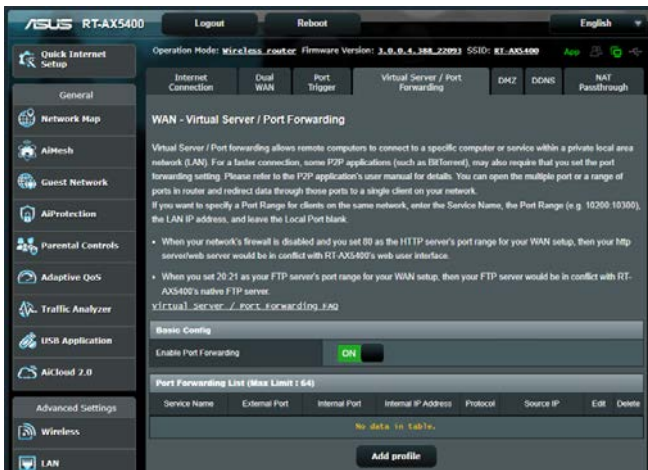 ASUS RT-AX5400 Logout Reboot English
Quick Internet Setup
Operation Mode: Wireless router Firmware Version: 3.0.0.4.388_22093 SSID: RT-AX5400 App
Internet Connection Dual WAN Port Trigger Virtual Server / Port Forwarding DMZ DDNS NAT Passthrough
General
Network Map
AiMesh
Guest Network
AiProtection
Parental Controls
Adaptive QoS
Traffic Analyzer
USB Application
AiCloud 2.0
Advanced Settings
Wireless
LAN
WAN - Virtual Server / Port Forwarding
Virtual Server / Port forwarding allows remote computers to connect to a specific computer or service within a private local area
network (LAN). For a faster connection, some P2P applications (such as BitTorrent), may also require that you set the port
forwarding setting. Please refer to the P2P application's user manual for details. You can open the multiple port or a range of
ports in router and redirect data through those ports to a single client on your network.
If you want to specify a Port Range for clients on the same network, enter the Service Name, the Port Range (e.g. 10200:10300),
the LAN IP address, and leave the Local Port blank.
• When your network's firewall is disabled and you set 80 as the HTTP server's port range for your WAN setup, then your http
server/web server would be in conflict with RT-AX5400's web user interface.
• When you set 20:21 as your FTP server's port range for your WAN setup, then your FTP server would be in conflict with RT-
AX5400's native FTP server.
Virtual Server / Port Forwarding FAQ
Basic Config
Enable Port Forwarding ON
Port Forwarding List (Max Limit : 64)
Service Name External Port Internal Port Internal IP Address Protocol Source IP Edit Delete
No data in table.
Add profile